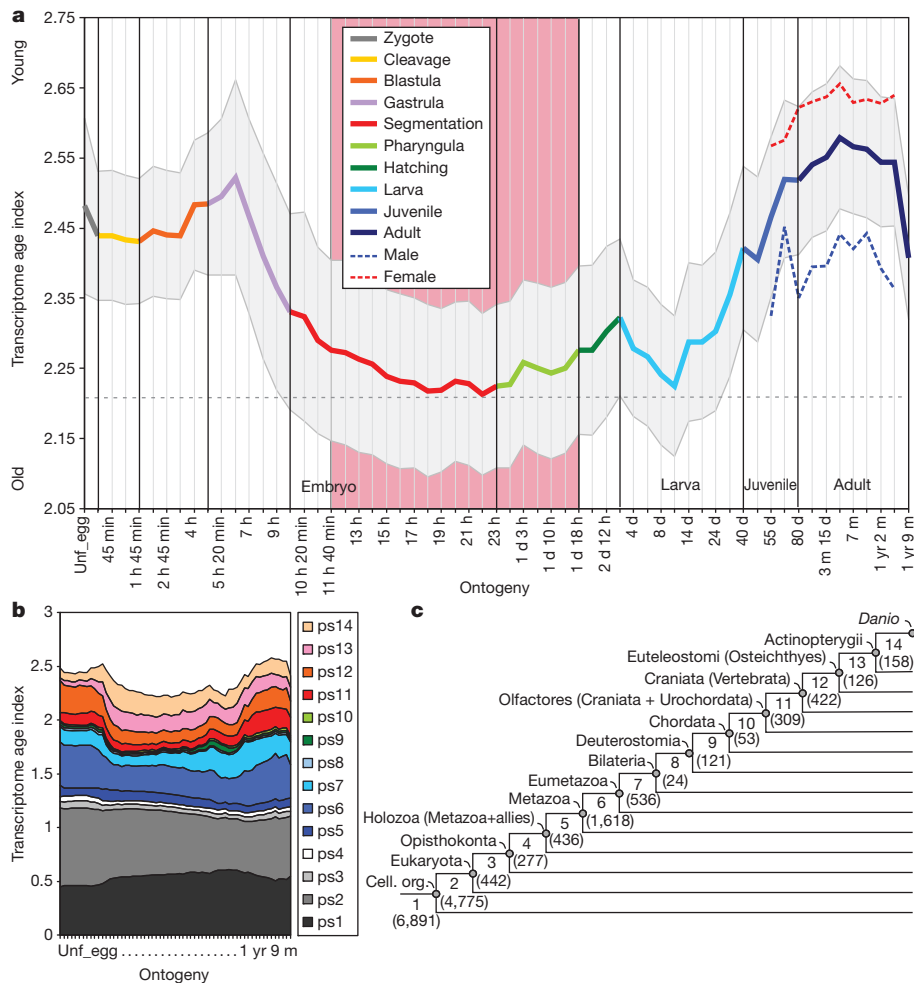 a
2.75
2.65
2.55
2.45
2.35
2.25
2.15
2.05
Young
Transcriptome age index
Old
Zygote
Cleavage
Blastula
Gastrula
Segmentation
Pharyngula
Hatching
Larva
Juvenile
Adult
Male
Female
Embryo
Larva
Juvenile
Adult
Unf_egg
45 min
1 h 45 min
2 h 45 min
4 h
5 h 20 min
7 h
9 h
10 h 20 min
11 h 40 min
13 h
15 h
17 h
19 h
21 h
23 h
1 d 3 h
1 d 10 h
1 d 18 h
2 d 12 h
4 d
8 d
14 d
24 d
40 d
55 d
80 d
3 m 15 d
7 m
1 yr 2 m
1 yr 9 m
Ontogeny
b
3
2.5
2
1.5
1
0.5
0
Transcriptome age index
ps14
ps13
ps12
ps11
ps10
ps9
ps8
ps7
ps6
ps5
ps4
ps3
ps2
ps1
Unf_egg .................. 1 yr 9 m
Ontogeny
c
Danio
Actinopterygii
14
(158)
Euteleostomi (Osteichthyes)
13
(126)
Craniata (Vertebrata)
12
(422)
Olfactores (Craniata + Urochordata)
11
(309)
Chordata
10
(53)
Deuterostomia
9
(121)
Bilateria
8
(24)
Eumetazoa
7
(536)
Metazoa
6
(1,618)
Holozoa (Metazoa+allies)
5
(436)
Opisthokonta
4
(277)
Eukaryota
3
(442)
Cell. org.
2
(4,775)
1
(6,891)